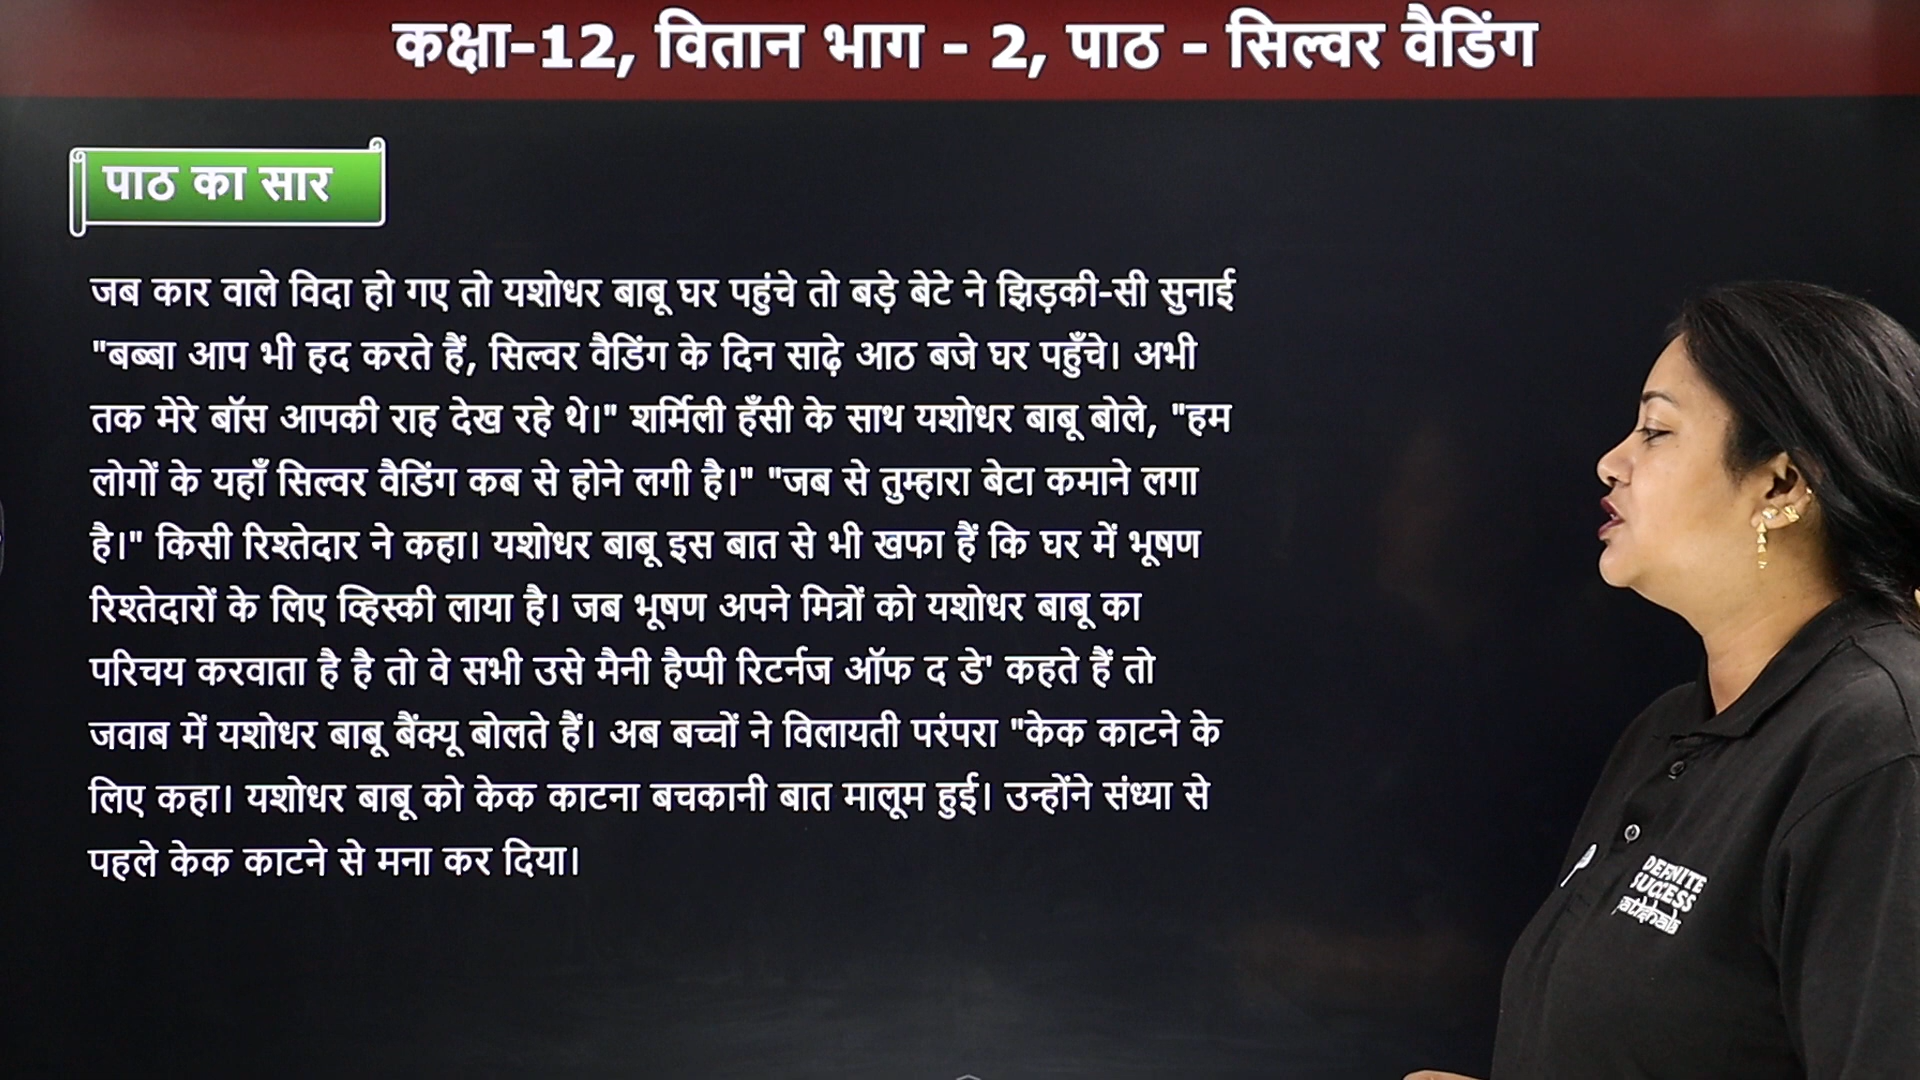 कक्षा-12, वितान भाग - 2, पाठ - सिल्वर वैडिंग
पाठ का सार
जब कार वाले विदा हो गए तो यशोधर बाबू घर पहुंचे तो बड़े बेटे ने झिड़की-सी सुनाई
"बब्बा आप भी हद करते हैं, सिल्वर वैडिंग के दिन साढ़े आठ बजे घर पहुँचे। अभी
तक मेरे बॉस आपकी राह देख रहे थे।" शर्मिली हँसी के साथ यशोधर बाबू बोले, "हम
लोगों के यहाँ सिल्वर वैडिंग कब से होने लगी है।" "जब से तुम्हारा बेटा कमाने लगा
है।" किसी रिश्तेदार ने कहा। यशोधर बाबू इस बात से भी खफा हैं कि घर में भूषण
रिश्तेदारों के लिए व्हिस्की लाया है। जब भूषण अपने मित्रों को यशोधर बाबू का
परिचय करवाता है है तो वे सभी उसे मैनी हैप्पी रिटर्नज ऑफ द डे' कहते हैं तो
जवाब में यशोधर बाबू बैंक्यू बोलते हैं। अब बच्चों ने विलायती परंपरा "केक काटने के
लिए कहा। यशोधर बाबू को केक काटना बचकानी बात मालूम हुई। उन्होंने संध्या से
पहले केक काटने से मना कर दिया।
DEFINITE
SUCCESS
pathshala